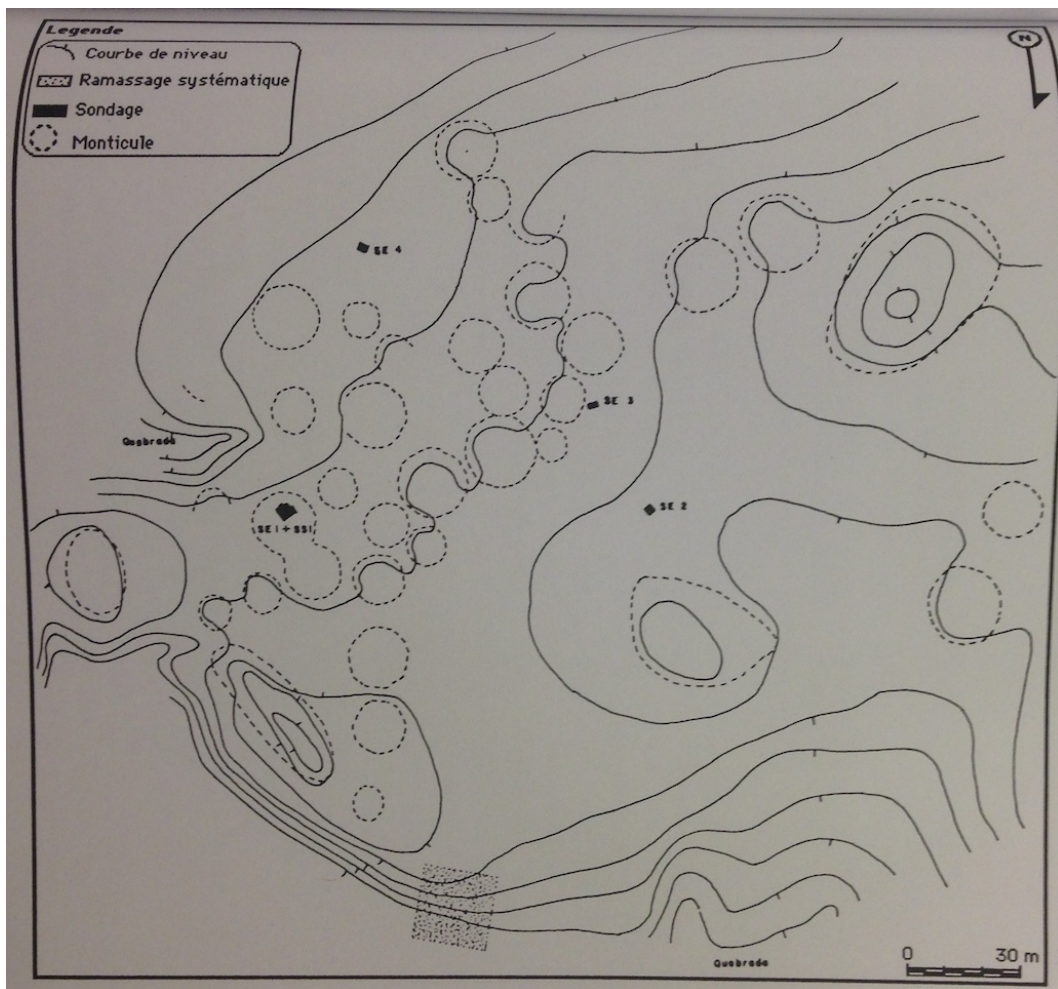 Legende
Courbe de niveau
Ramassage systématique
Sondage
Monticule
N
SE 4
SE 3
Quebrada
SE 2
SE 1 + SS1
0 30 m
Quebrada